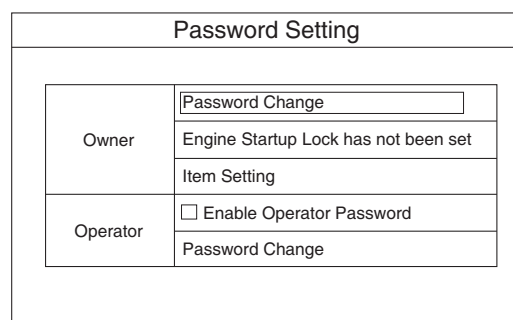 Password Setting
Owner
Password Change
Engine Startup Lock has not been set
Item Setting
Operator
Enable Operator Password
Password Change